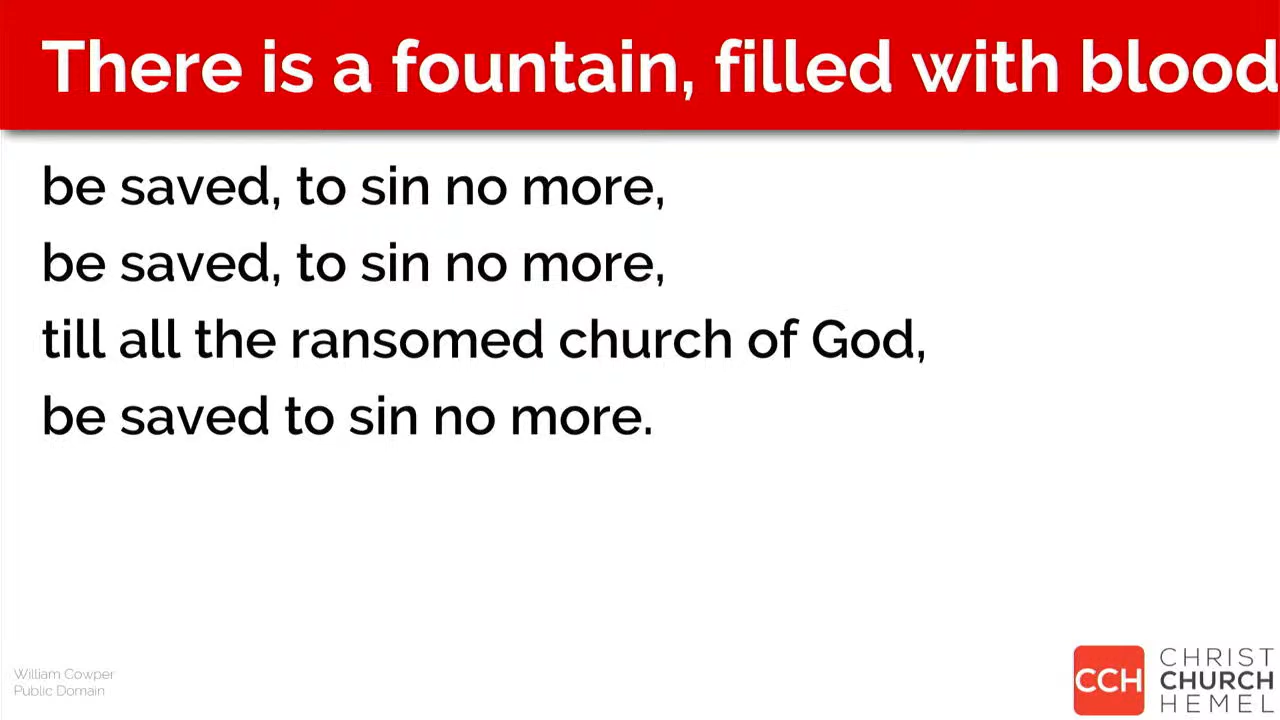 There is a fountain, filled with blood
be saved, to sin no more,
be saved, to sin no more,
till all the ransomed church of God,
be saved to sin no more.
William Cowper
Public Domain
CCH
CHRIST
CHURCH
HEMEL